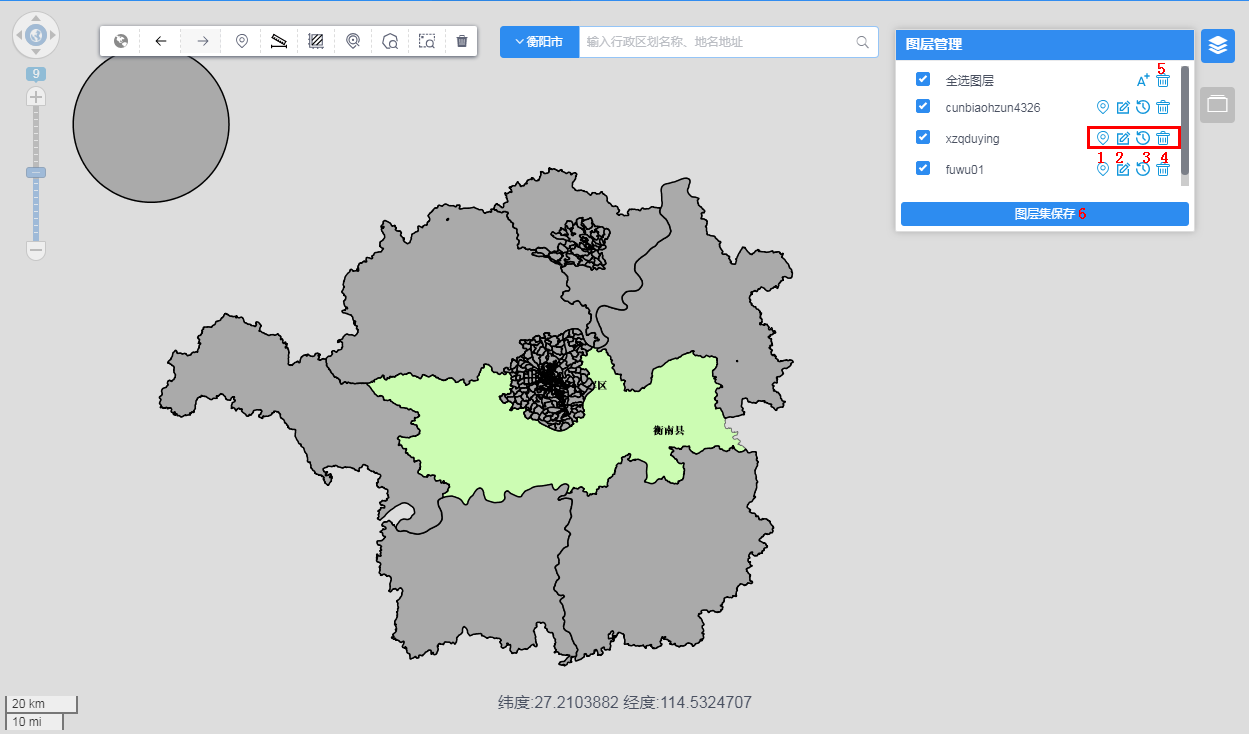 9
衡阳市
输入行政区划名称、地名地址
图层管理
5
全选图层 A+
cunbiaohzun4326
xzqduying
1 2 3 4
fuwu01
图层集保存 6
区
衡南县
纬度:27.2103882 经度:114.5324707
20 km
10 mi